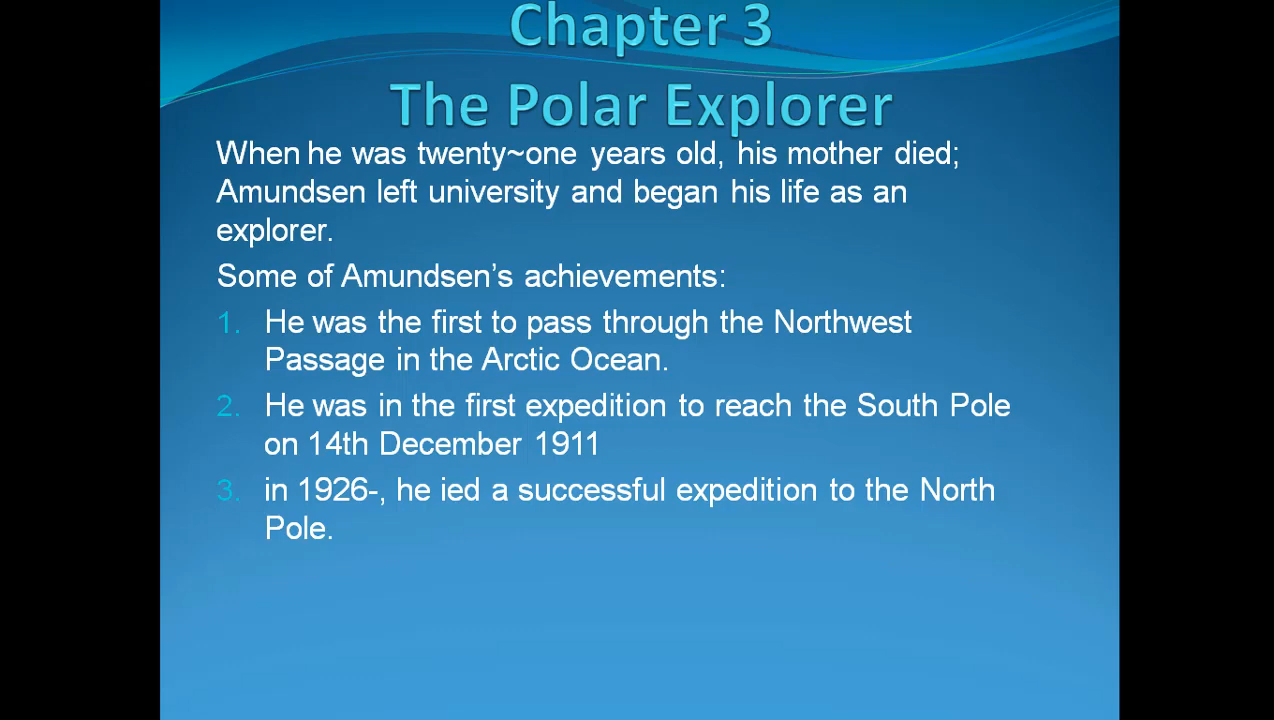 Chapter 3
The Polar Explorer
When he was twenty~one years old, his mother died;
Amundsen left university and began his life as an
explorer.
Some of Amundsen’s achievements:
1. He was the first to pass through the Northwest
Passage in the Arctic Ocean.
2. He was in the first expedition to reach the South Pole
on 14th December 1911
3. in 1926-, he ied a successful expedition to the North
Pole.